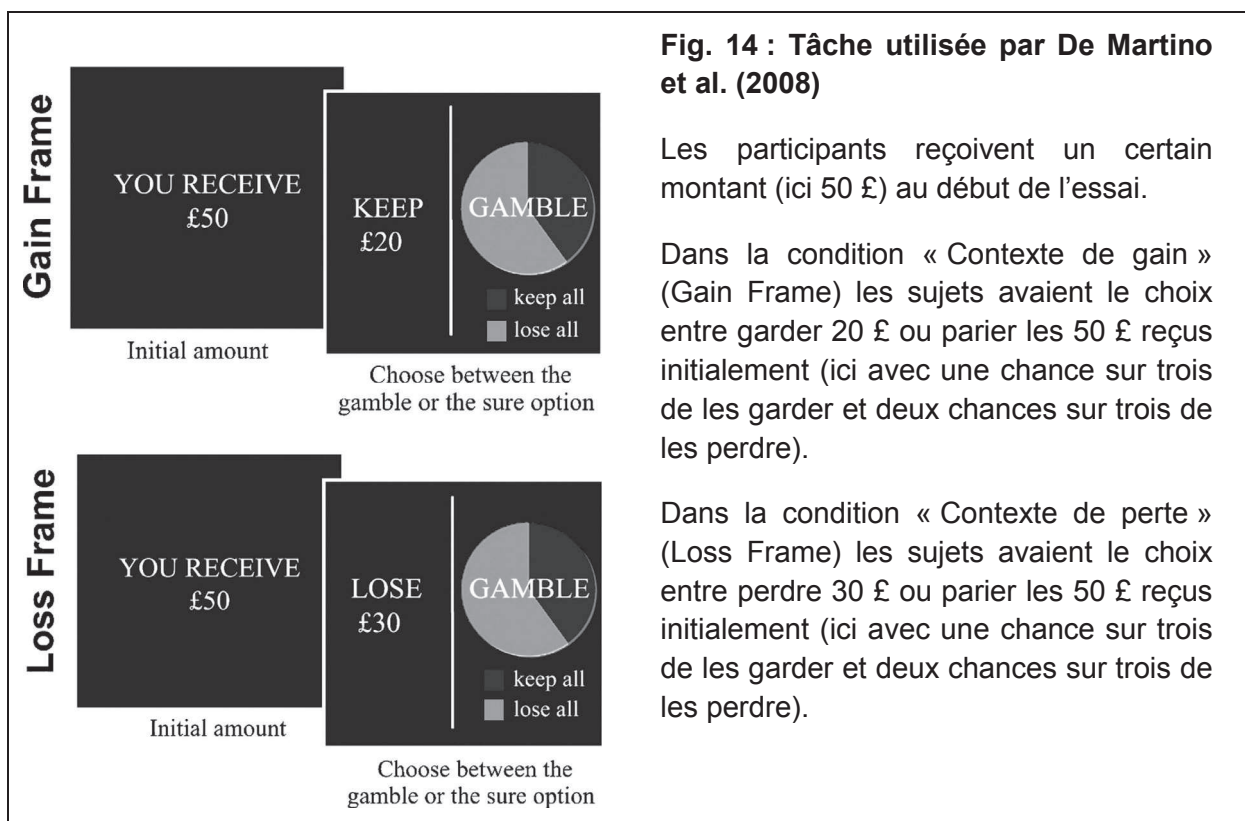 Gain Frame
YOU RECEIVE
£50
Initial amount
KEEP
£20
GAMBLE
keep all
lose all
Choose between the
gamble or the sure option
Loss Frame
YOU RECEIVE
£50
Initial amount
LOSE
£30
GAMBLE
keep all
lose all
Choose between the
gamble or the sure option
Fig. 14 : Tâche utilisée par De Martino
et al. (2008)
Les participants reçoivent un certain
montant (ici 50 £) au début de l’essai.
Dans la condition « Contexte de gain »
(Gain Frame) les sujets avaient le choix
entre garder 20 £ ou parier les 50 £ reçus
initialement (ici avec une chance sur trois
de les garder et deux chances sur trois de
les perdre).
Dans la condition « Contexte de perte »
(Loss Frame) les sujets avaient le choix
entre perdre 30 £ ou parier les 50 £ reçus
initialement (ici avec une chance sur trois
de les garder et deux chances sur trois de
les perdre).